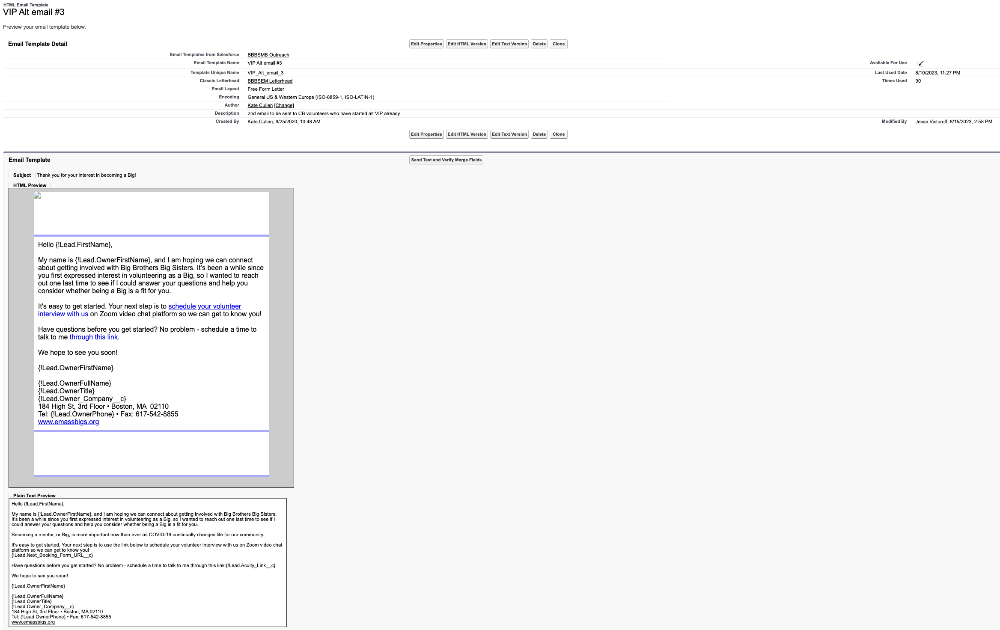 HTML Email Template
VIP Alt email #3
Preview your email template below.
Email Template Detail
Edit Properties Edit HTML Version Edit Text Version Delete Clone
Email Templates from Salesforce BBBSMB Outreach
Email Template Name VIP Alt email #3 Available For Use ✓
Template Unique Name VIP_Alt_email_3 Last Used Date 8/10/2023, 11:27 PM
Classic Letterhead BBBSEM Letterhead Times Used 90
Email Layout Free Form Letter
Encoding General US & Western Europe (ISO-8859-1, ISO-LATIN-1)
Author Kate Cullen [Change]
Description 2nd email to be sent to CB volunteers who have started alt VIP already
Created By Kate Cullen, 9/25/2020, 10:48 AM Modified By Jesse Victoroff, 8/15/2023, 2:58 PM
Edit Properties Edit HTML Version Edit Text Version Delete Clone
Email Template Send Test and Verify Merge Fields
Subject Thank you for your interest in becoming a Big!
HTML Preview
Hello {!Lead.FirstName},
My name is {!Lead.OwnerFirstName}, and I am hoping we can connect
about getting involved with Big Brothers Big Sisters. It’s been a while since
you first expressed interest in volunteering as a Big, so I wanted to reach
out one last time to see if I could answer your questions and help you
consider whether being a Big is a fit for you.
It's easy to get started. Your next step is to schedule your volunteer
interview with us on Zoom video chat platform so we can get to know you!
Have questions before you get started? No problem - schedule a time to
talk to me through this link.
We hope to see you soon!
{!Lead.OwnerFirstName}
{!Lead.OwnerFullName}
{!Lead.OwnerTitle}
{!Lead.Owner_Company__c}
184 High St, 3rd Floor • Boston, MA  02110
Tel: {!Lead.OwnerPhone} • Fax: 617-542-8855
www.emassbigs.org
Plain Text Preview
Hello {!Lead.FirstName},
My name is {!Lead.OwnerFirstName}, and I am hoping we can connect about getting involved with Big Brothers Big Sisters.
It’s been a while since you first expressed interest in volunteering as a Big, so I wanted to reach out one last time to see if I
could answer your questions and help you consider whether being a Big is a fit for you.
Becoming a mentor, or Big, is more important now than ever as COVID-19 continually changes life for our community.
It's easy to get started. Your next step is to use the link below to schedule your volunteer interview with us on Zoom video chat
platform so we can get to know you!
{!Lead.Next_Booking_Form_URL__c}
Have questions before you get started? No problem - schedule a time to talk to me through this link:{!Lead.Acuity_Link__c}
We hope to see you soon!
{!Lead.OwnerFirstName}
{!Lead.OwnerFullName}
{!Lead.OwnerTitle}
{!Lead.Owner_Company__c}
184 High St, 3rd Floor • Boston, MA 02110
Tel: {!Lead.OwnerPhone} • Fax: 617-542-8855
www.emassbigs.org